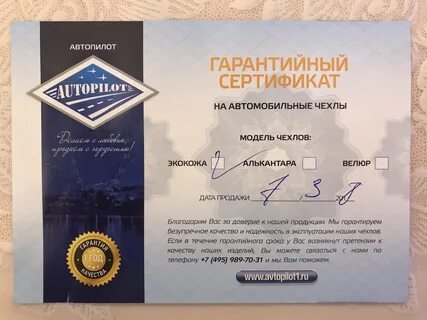 АВТОПИЛОТ
AUTOPILOT
Делаем с любовью,
продаем с гордостью!
ГАРАНТИЙНЫЙ
СЕРТИФИКАТ
НА АВТОМОБИЛЬНЫЕ ЧЕХЛЫ
МОДЕЛЬ ЧЕХЛОВ:
ЭКОКОЖА АЛЬКАНТАРА ВЕЛЮР
ДАТА ПРОДАЖИ 7 3
Благодарим Вас за доверие к нашей продукции. Мы гарантируем
безупречное качество и надежность в эксплуатации наших чехлов.
Если в течение гарантийного срока у Вас возникнут претензии к
качеству наших изделий, Вы можете связаться с нами по
телефону +7 (495) 989-70-31 и мы Вам поможем.
www.avtopilot1.ru
ГАРАНТИЯ
1 ГОД
КАЧЕСТВА